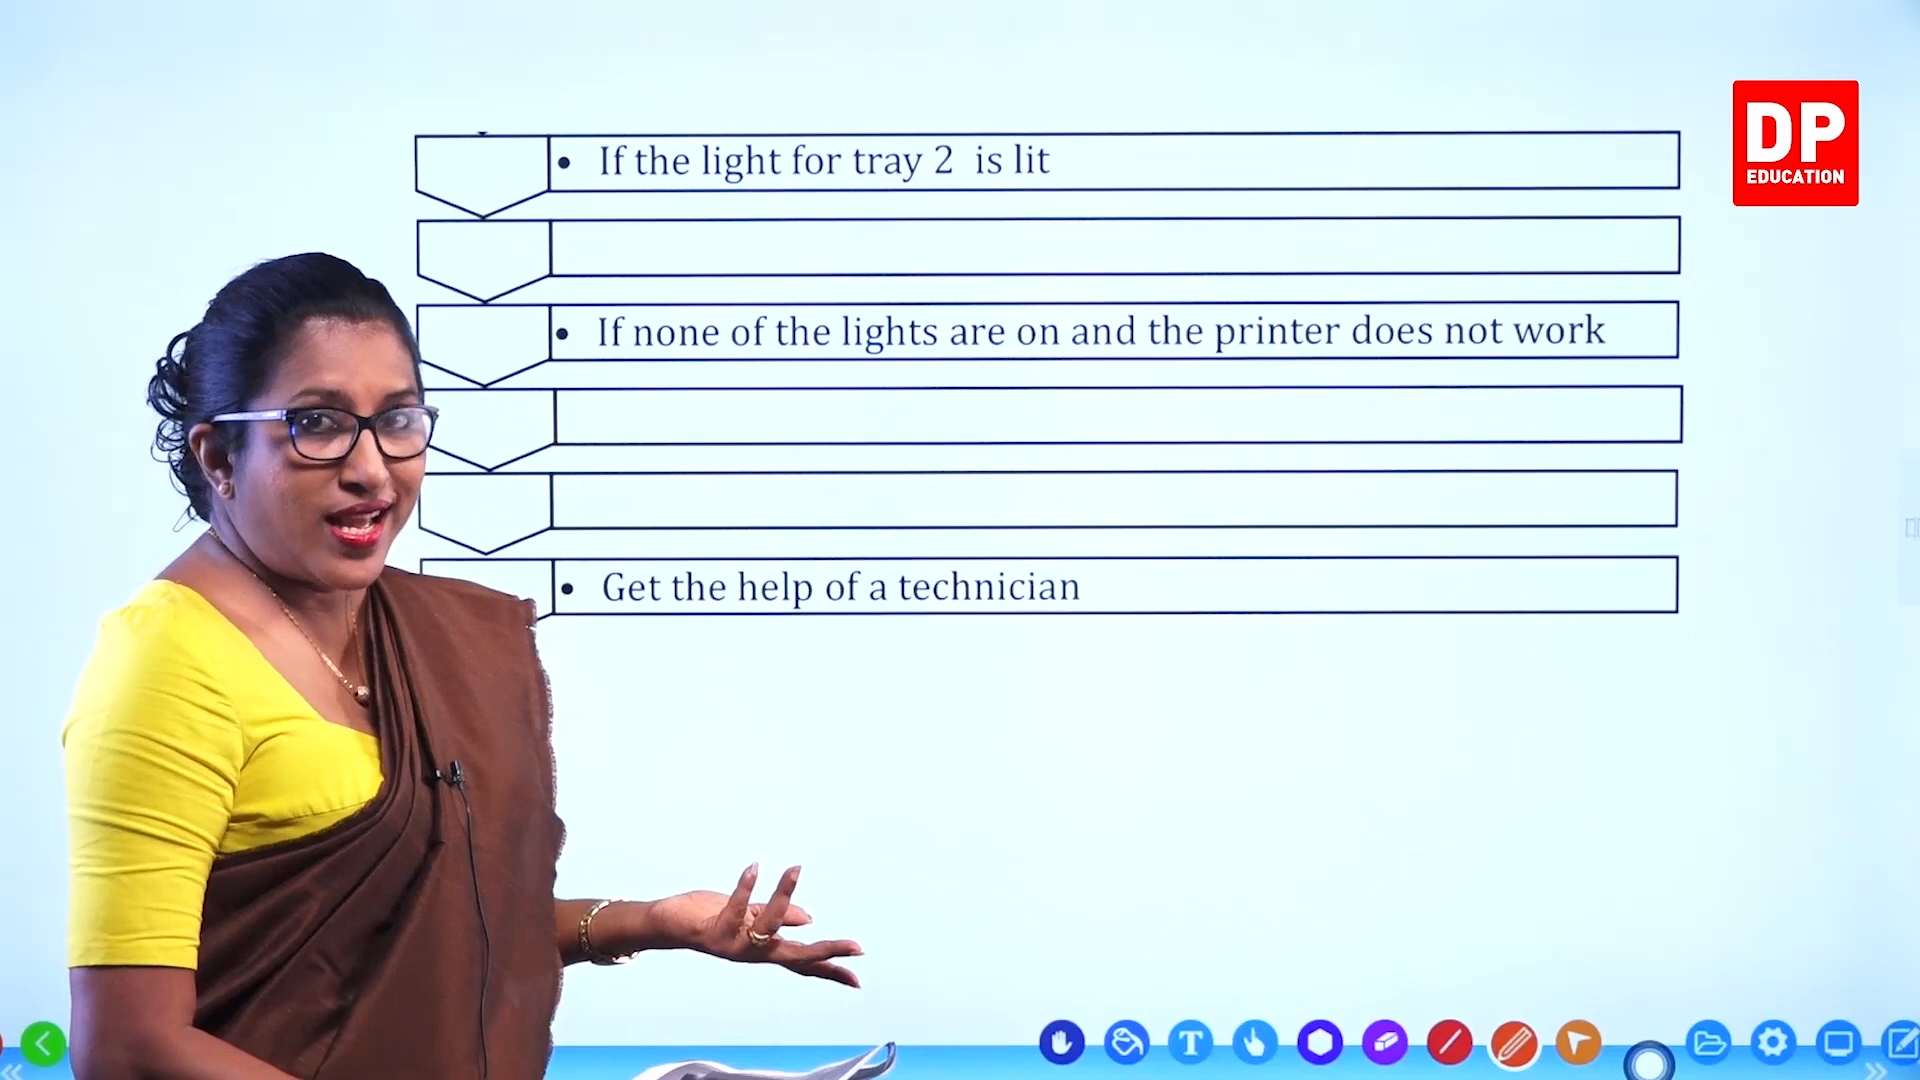 DP
EDUCATION
• If the light for tray 2 is lit
• If none of the lights are on and the printer does not work
• Get the help of a technician
T